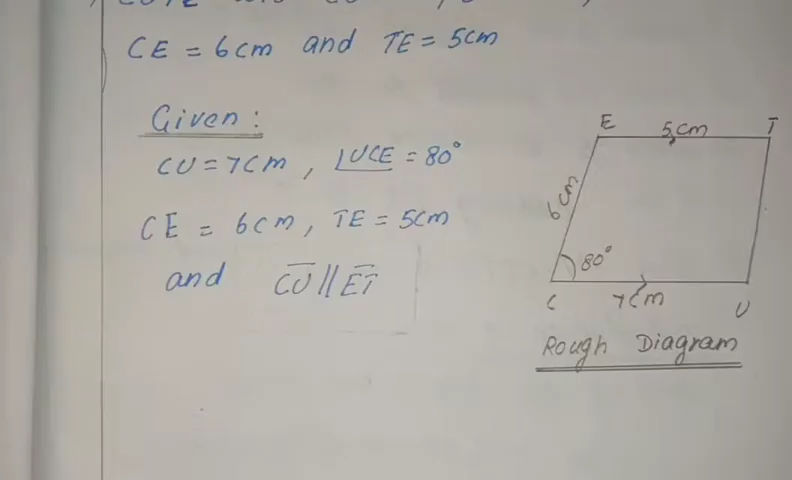 CE = 6cm and TE = 5cm
Given:
CU = 7cm, ∠UCE = 80°
CE = 6cm, TE = 5cm
and CU // ET
E 5cm T
6cm
80°
C 7cm U
Rough Diagram